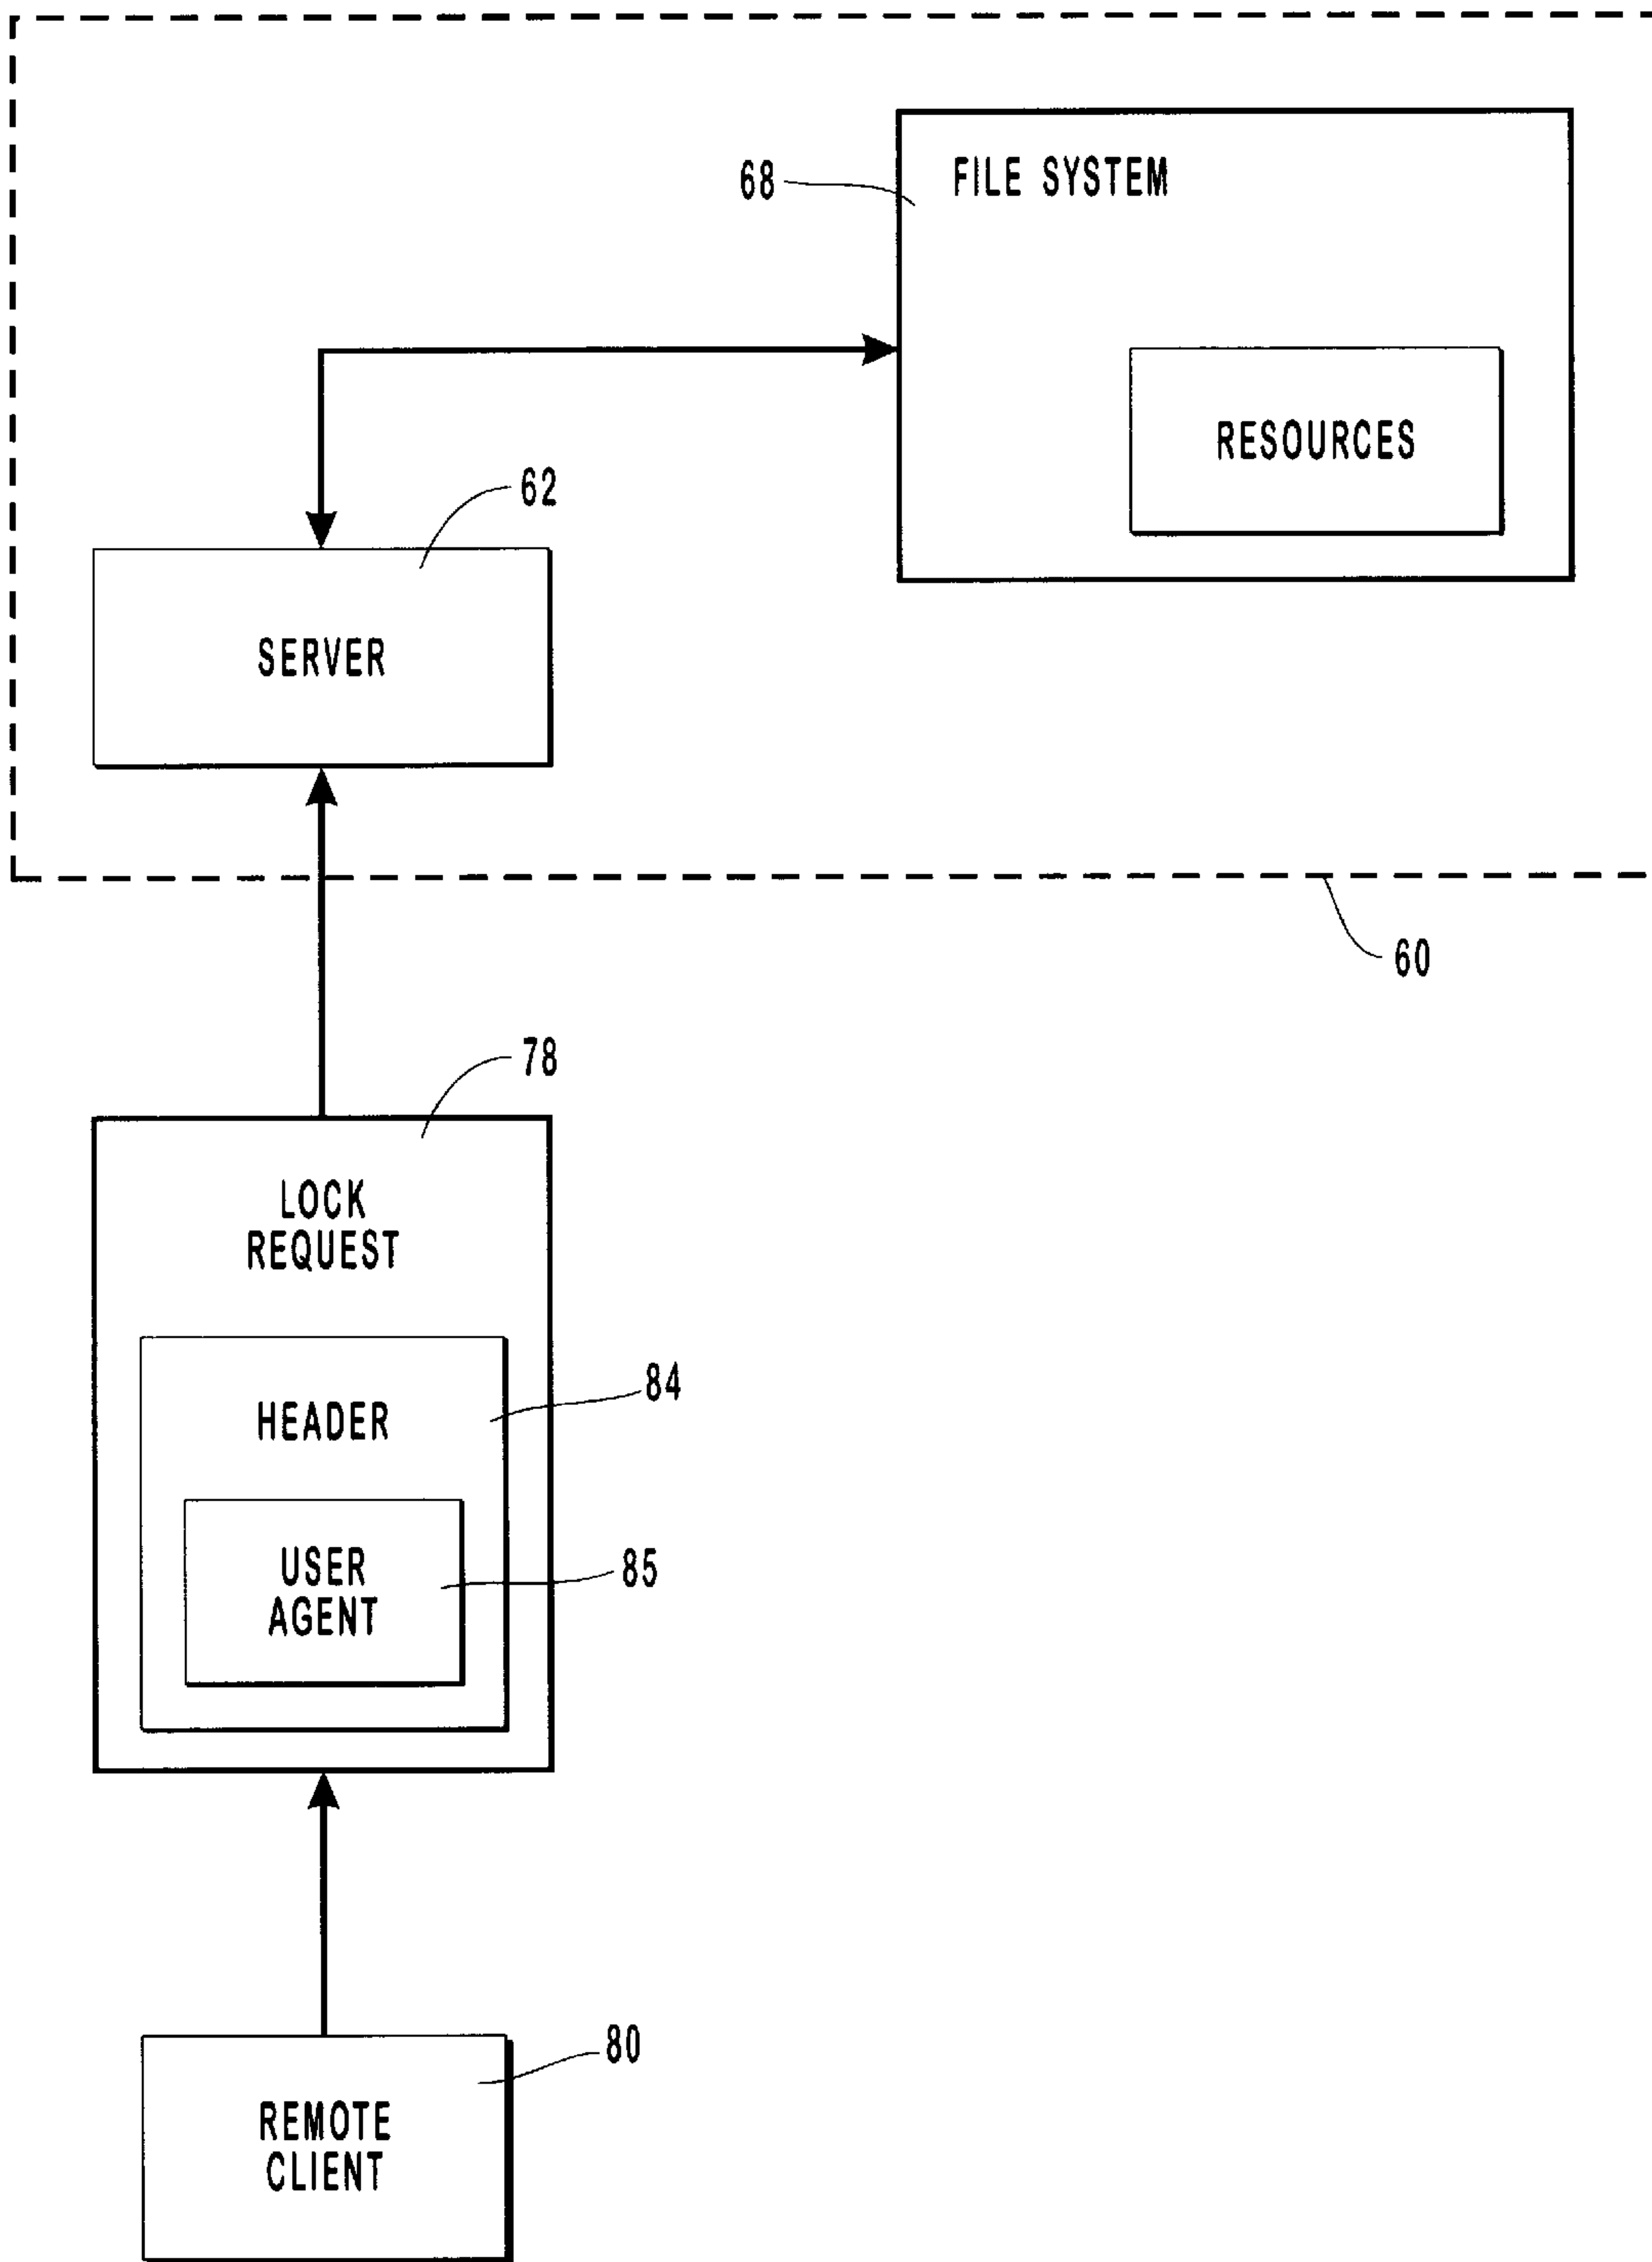 68
FILE SYSTEM
RESOURCES
62
SERVER
60
78
LOCK
REQUEST
84
HEADER
85
USER
AGENT
80
REMOTE
CLIENT